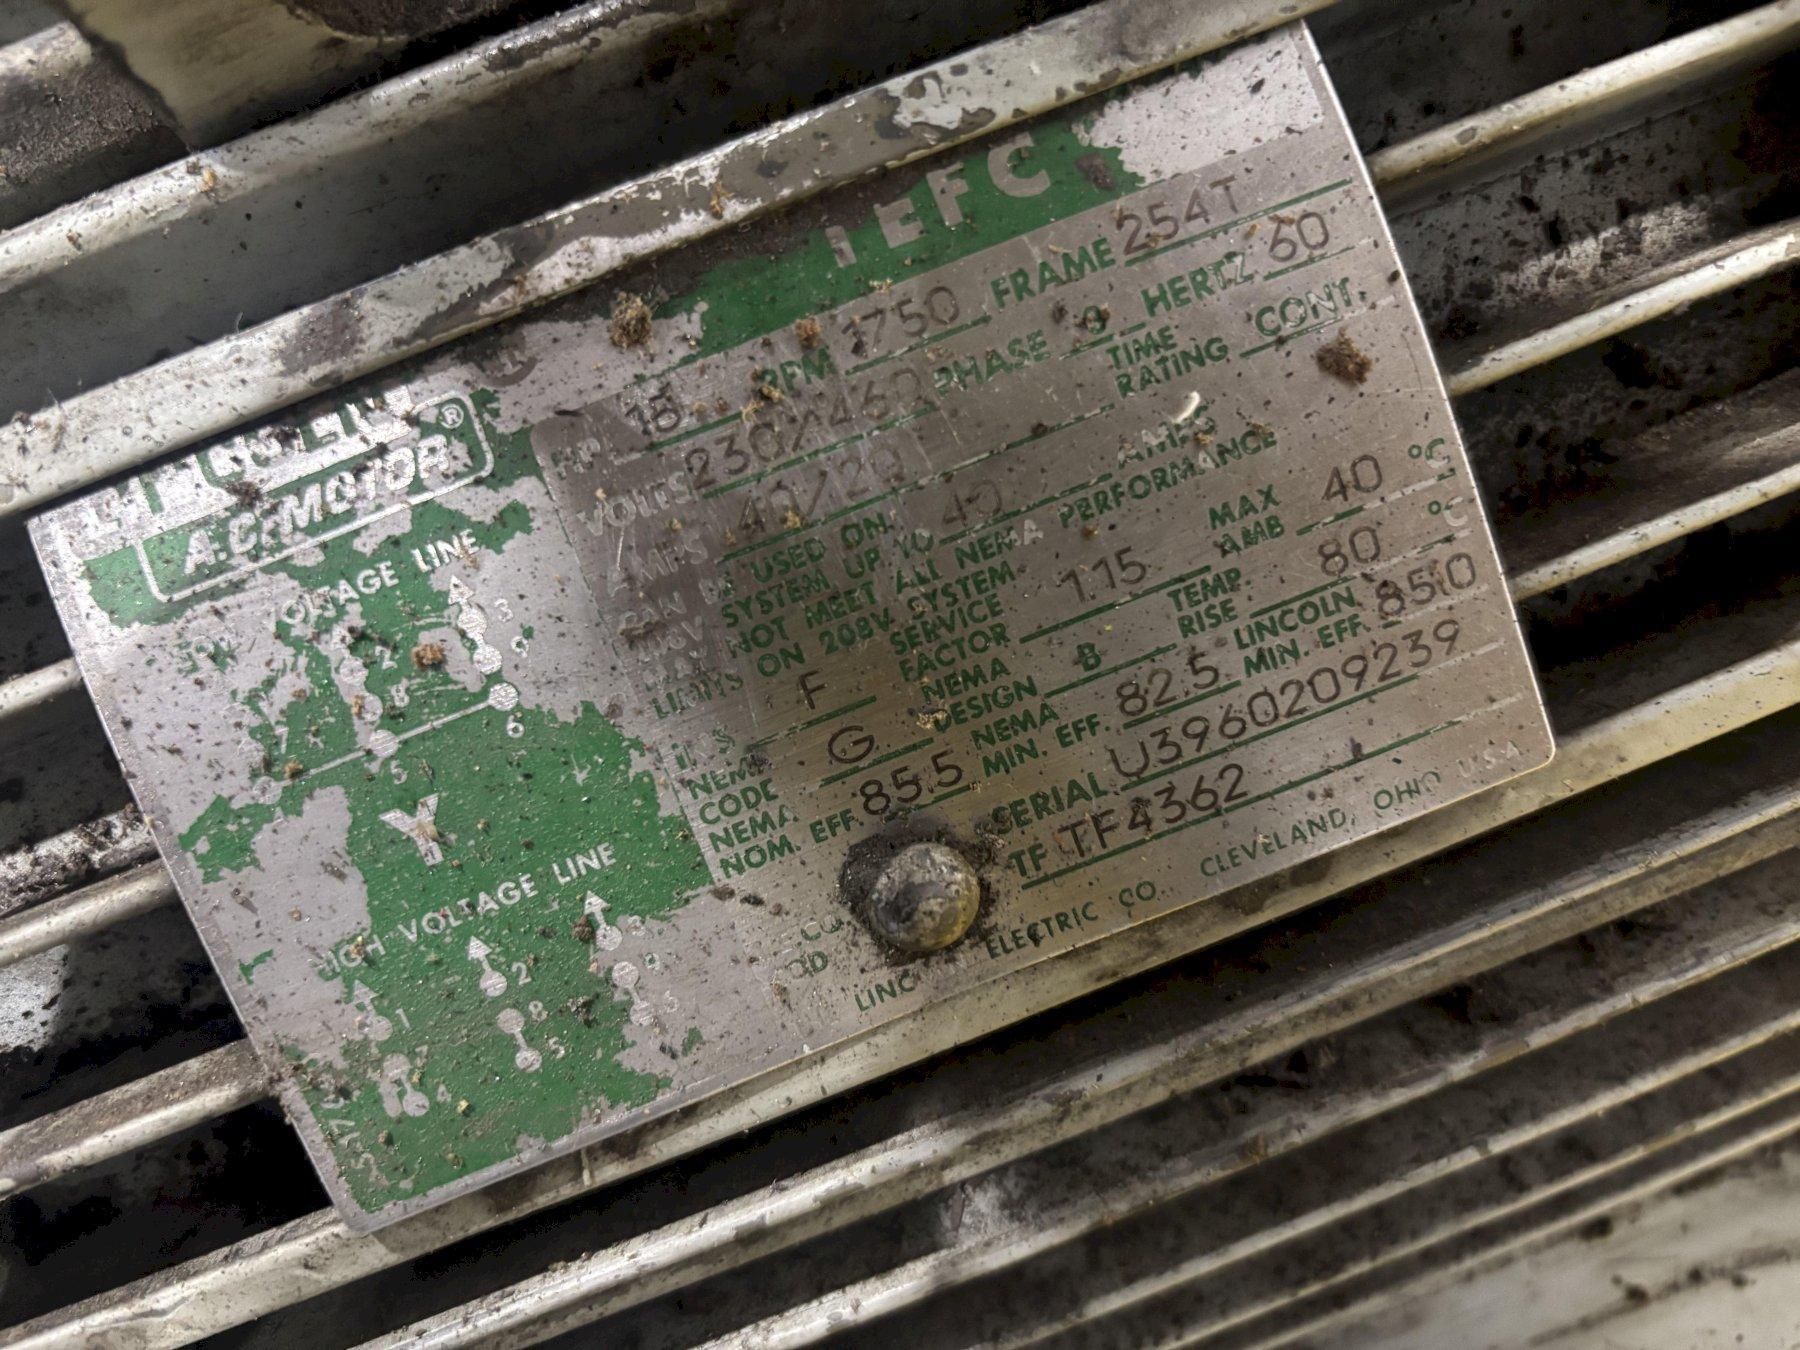 TEFC
LINCOLN
A.C. MOTOR®
HP 15 RPM 1750 FRAME 254T
VOLTS 230/460 PHASE 3 HERTZ 60
AMPS 40/20 TIME RATING CONT.
CAN BE USED ON
208V SYSTEM UP TO 40 AMPS
MAY NOT MEET ALL NEMA PERFORMANCE
LIMITS ON 208V SYSTEM
INS F SERVICE FACTOR 1.15 MAX AMB 40 °C
NEMA CODE G NEMA DESIGN B TEMP. RISE 80 °C
NEMA NOM. EFF. 85.5 NEMA MIN. EFF. 82.5 LINCOLN MIN. EFF. 85.0
SERIAL U3960209239
TF TF4362
LINCOLN ELECTRIC CO. CLEVELAND, OHIO U.S.A.
LOW VOLTAGE LINE
2 3
7 8 9
5 6
Y
HIGH VOLTAGE LINE
1 2 3
8 9
4 5 6